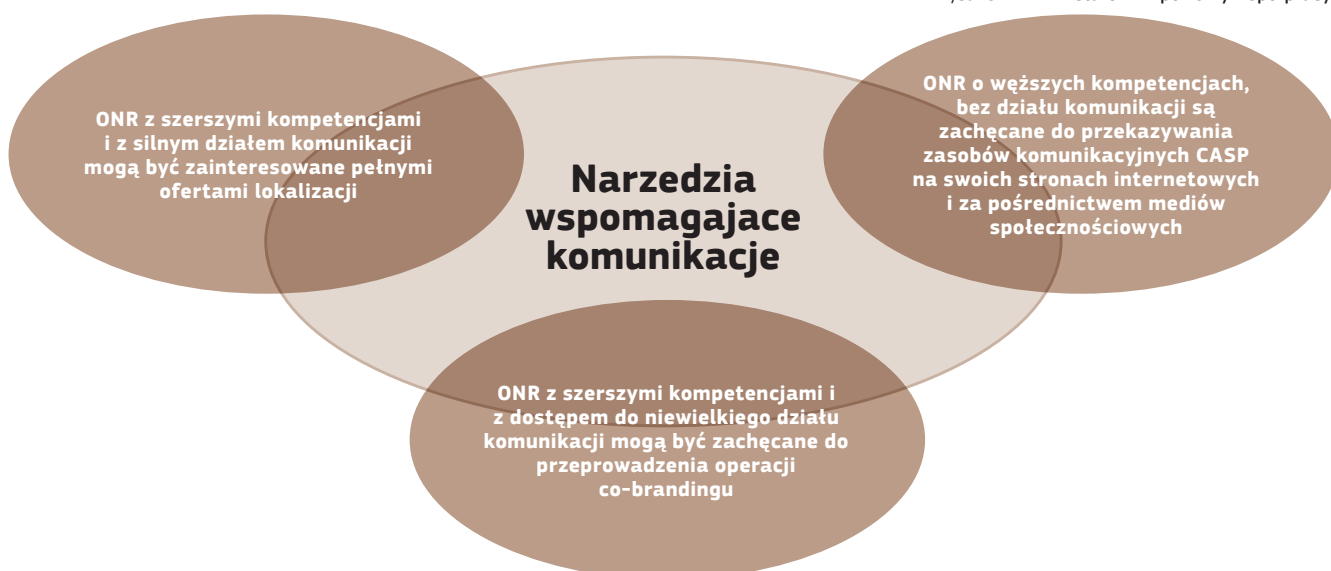 ONR z szerszymi kompetencjami
i z silnym działem komunikacji
mogą być zainteresowane pełnymi
ofertami lokalizacji
Narzedzia
wspomagajace
komunikacje
ONR o węższych kompetencjach,
bez działu komunikacji są
zachęcane do przekazywania
zasobów komunikacyjnych CASP
na swoich stronach internetowych
i za pośrednictwem mediów
społecznościowych
ONR z szerszymi kompetencjami i
z dostępem do niewielkiego działu
komunikacji mogą być zachęcane do
przeprowadzenia operacji
co-brandingu